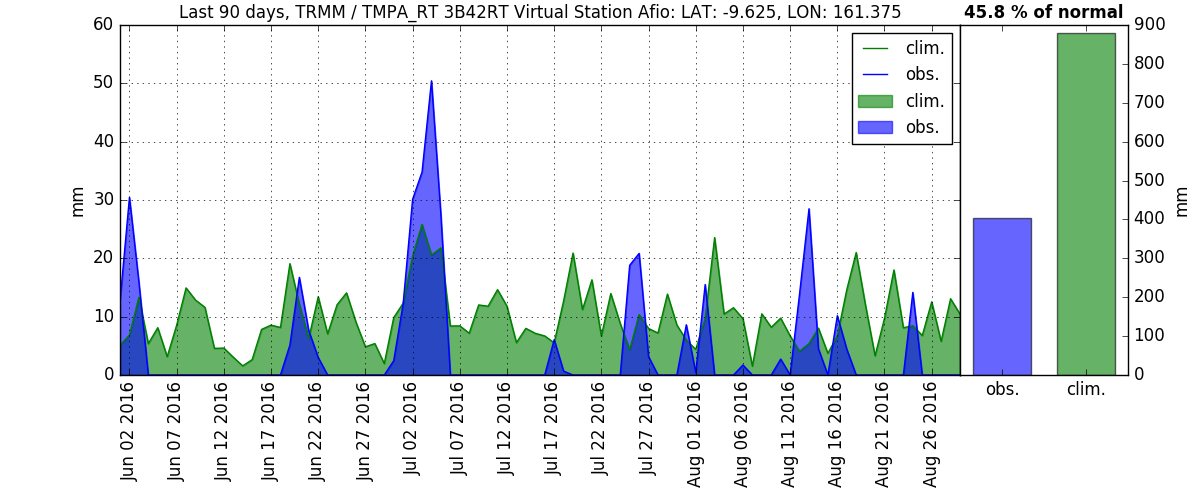 Last 90 days, TRMM / TMPA_RT 3B42RT Virtual Station Afio: LAT: -9.625, LON: 161.375
45.8 % of normal
60
50
40
30
20
10
0
mm
clim.
obs.
clim.
obs.
900
800
700
600
500
400
300
200
100
0
mm
Jun 02 2016
Jun 07 2016
Jun 12 2016
Jun 17 2016
Jun 22 2016
Jun 27 2016
Jul 02 2016
Jul 07 2016
Jul 12 2016
Jul 17 2016
Jul 22 2016
Jul 27 2016
Aug 01 2016
Aug 06 2016
Aug 11 2016
Aug 16 2016
Aug 21 2016
Aug 26 2016
obs.
clim.